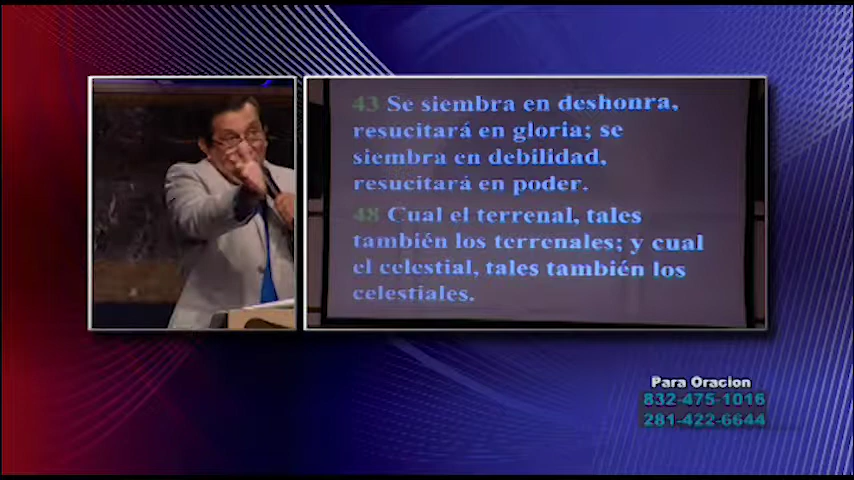 43 Se siembra en deshonra,
resucitará en gloria; se
siembra en debilidad,
resucitará en poder.
48 Cual el terrenal, tales
también los terrenales; y cual
el celestial, tales también los
celestiales.
Para Oracion
832-475-1016
281-422-6644